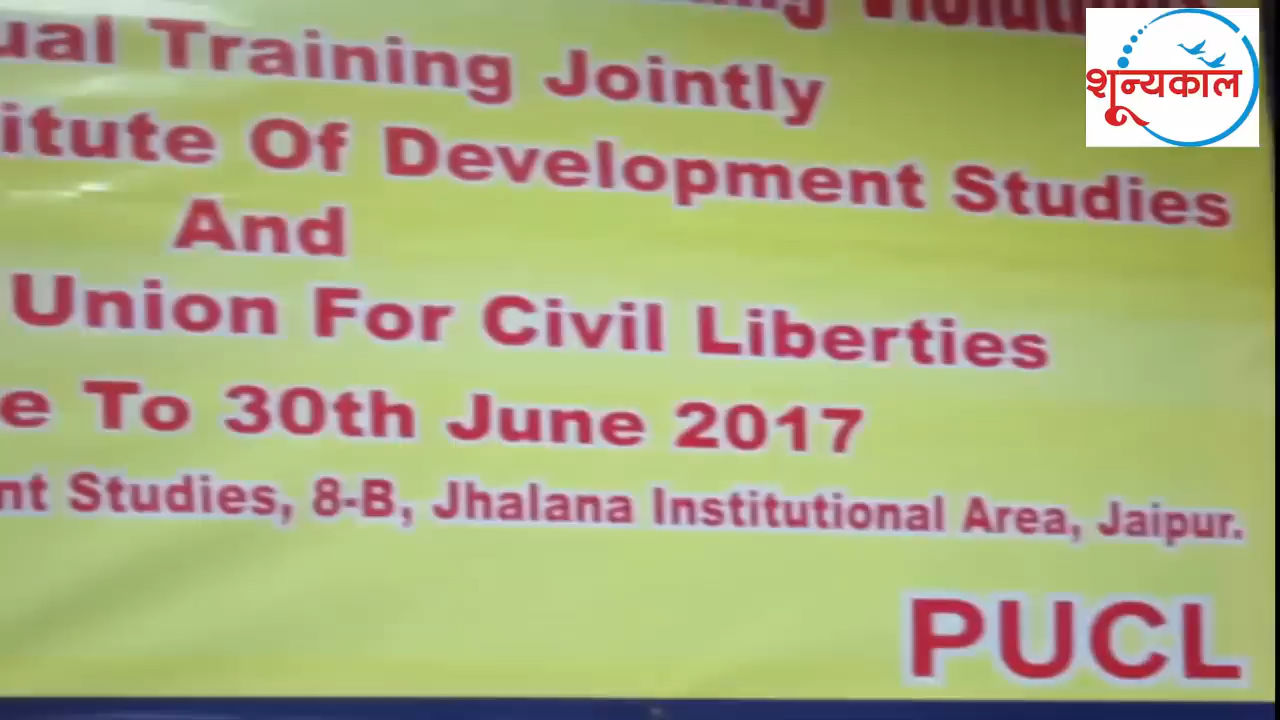 शून्यकाल
ual Training Jointly
itute Of Development Studies
And
Union For Civil Liberties
e To 30th June 2017
nt Studies, 8-B, Jhalana Institutional Area, Jaipur.
PUCL